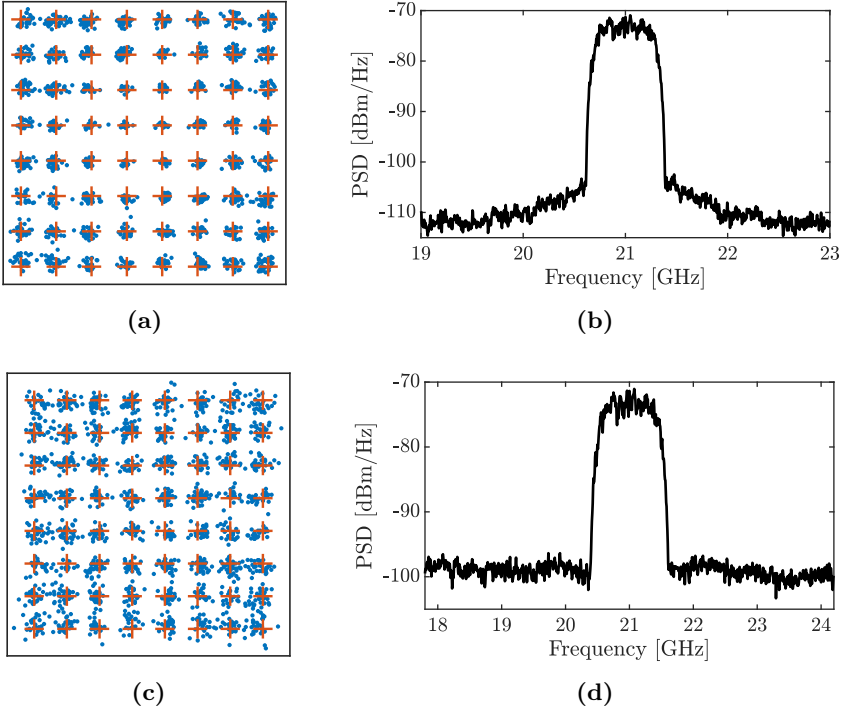 -70
-80
-90
-100
-110
PSD [dBm/Hz]
19 20 21 22 23
Frequency [GHz]
(a)
(b)
-70
-80
-90
-100
PSD [dBm/Hz]
18 19 20 21 22 23 24
Frequency [GHz]
(c)
(d)